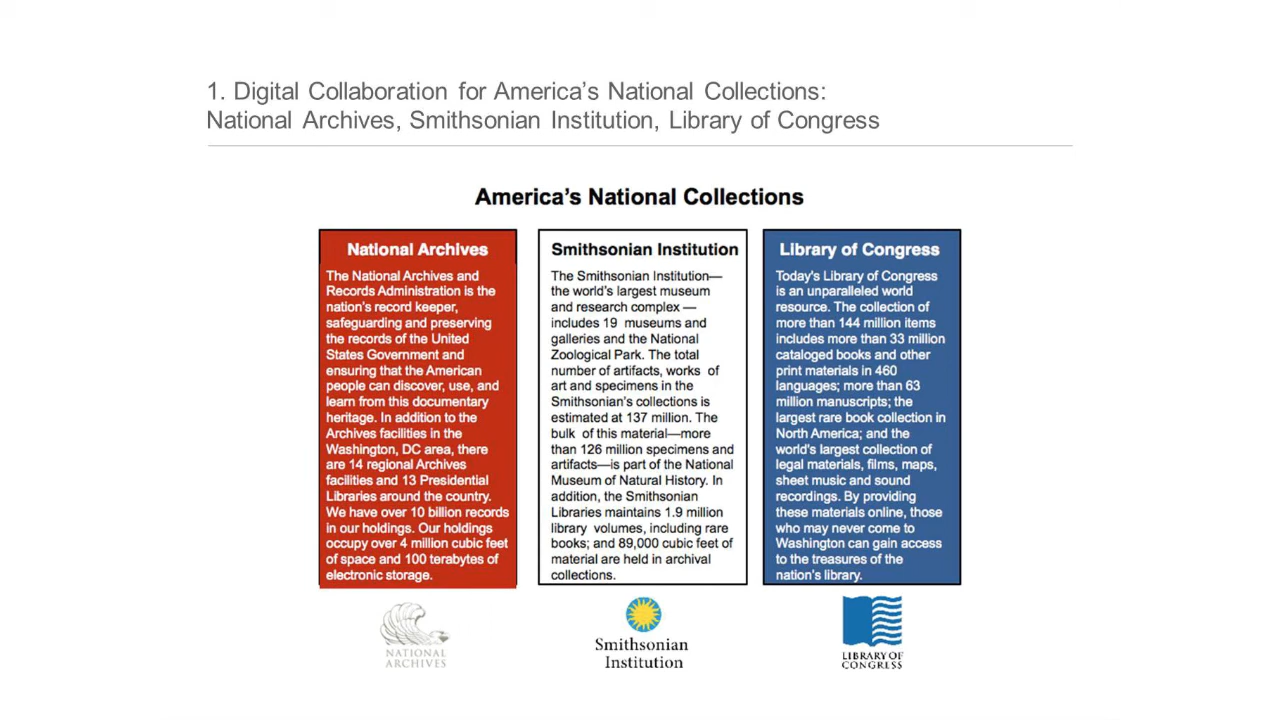 1. Digital Collaboration for America’s National Collections:
National Archives, Smithsonian Institution, Library of Congress
America’s National Collections
National Archives
The National Archives and
Records Administration is the
nation’s record keeper,
safeguarding and preserving
the records of the United
States Government and
ensuring that the American
people can discover, use, and
learn from this documentary
heritage. In addition to the
Archives facilities in the
Washington, DC area, there
are 14 regional Archives
facilities and 13 Presidential
Libraries around the country.
We have over 10 billion records
in our holdings. Our holdings
occupy over 4 million cubic feet
of space and 100 terabytes of
electronic storage.
Smithsonian Institution
The Smithsonian Institution—
the world’s largest museum
and research complex —
includes 19 museums and
galleries and the National
Zoological Park. The total
number of artifacts, works of
art and specimens in the
Smithsonian’s collections is
estimated at 137 million. The
bulk of this material—more
than 126 million specimens and
artifacts—is part of the National
Museum of Natural History. In
addition, the Smithsonian
Libraries maintains 1.9 million
library volumes, including rare
books; and 89,000 cubic feet of
material are held in archival
collections.
Library of Congress
Today's Library of Congress
is an unparalleled world
resource. The collection of
more than 144 million items
includes more than 33 million
cataloged books and other
print materials in 460
languages; more than 63
million manuscripts; the
largest rare book collection in
North America; and the
world's largest collection of
legal materials, films, maps,
sheet music and sound
recordings. By providing
these materials online, those
who may never come to
Washington can gain access
to the treasures of the
nation's library.
NATIONAL
ARCHIVES
Smithsonian
Institution
LIBRARY OF
CONGRESS